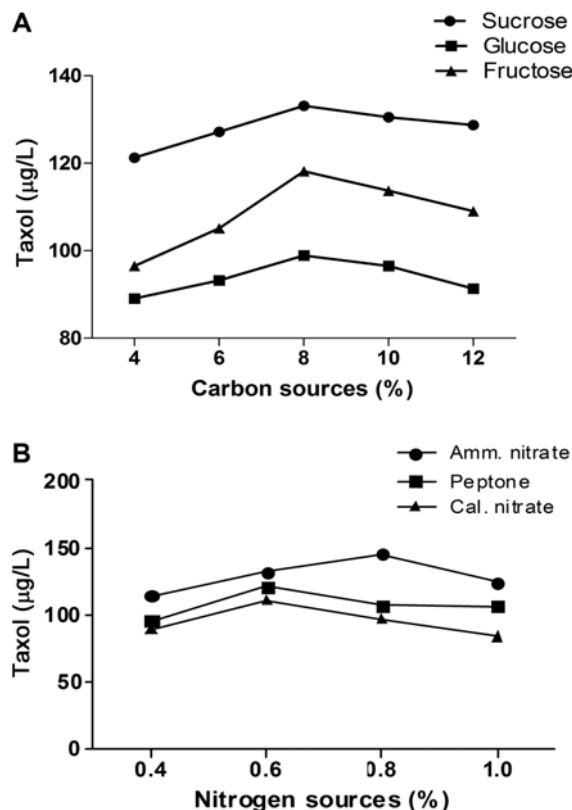 A
Sucrose
Glucose
Fructose
140
120
100
80
Taxol (μg/L)
4 6 8 10 12
Carbon sources (%)
B
Amm. nitrate
Peptone
Cal. nitrate
200
150
100
50
0
Taxol (μg/L)
0.4 0.6 0.8 1.0
Nitrogen sources (%)